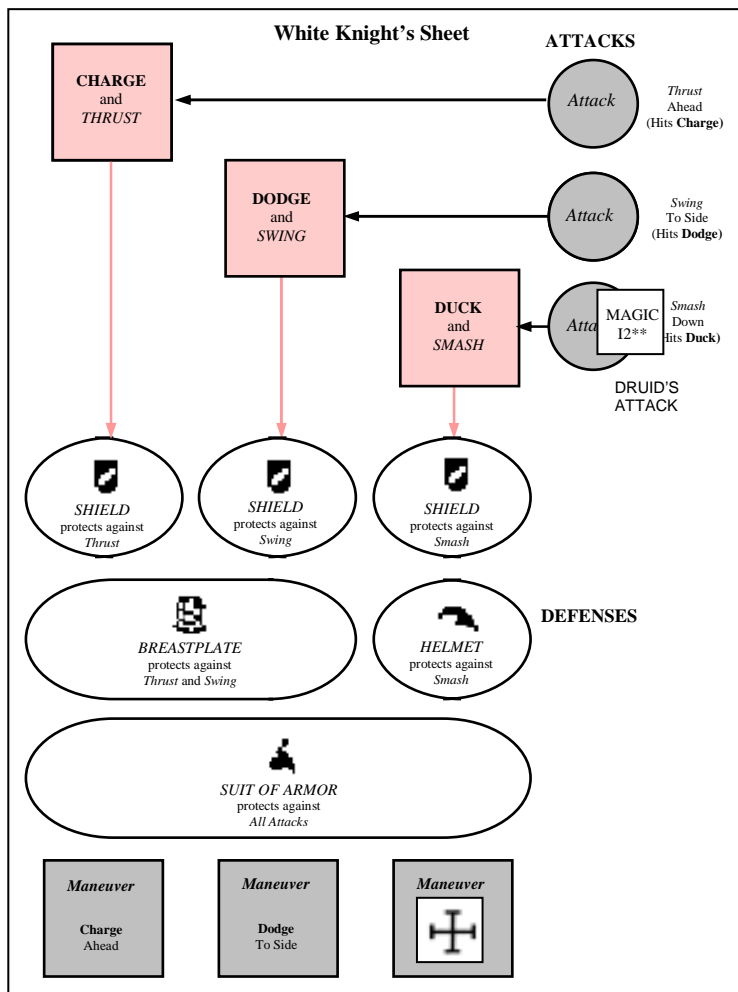 White Knight's Sheet
ATTACKS
CHARGE
and
THRUST
Attack
Thrust
Ahead
(Hits Charge)
DODGE
and
SWING
Attack
Swing
To Side
(Hits Dodge)
DUCK
and
SMASH
Atta
MAGIC
I2**
Smash
Down
Hits Duck)
DRUID'S
ATTACK
SHIELD
protects against
Thrust
SHIELD
protects against
Swing
SHIELD
protects against
Smash
BREASTPLATE
protects against
Thrust and Swing
HELMET
protects against
Smash
DEFENSES
SUIT OF ARMOR
protects against
All Attacks
Maneuver
Charge
Ahead
Maneuver
Dodge
To Side
Maneuver